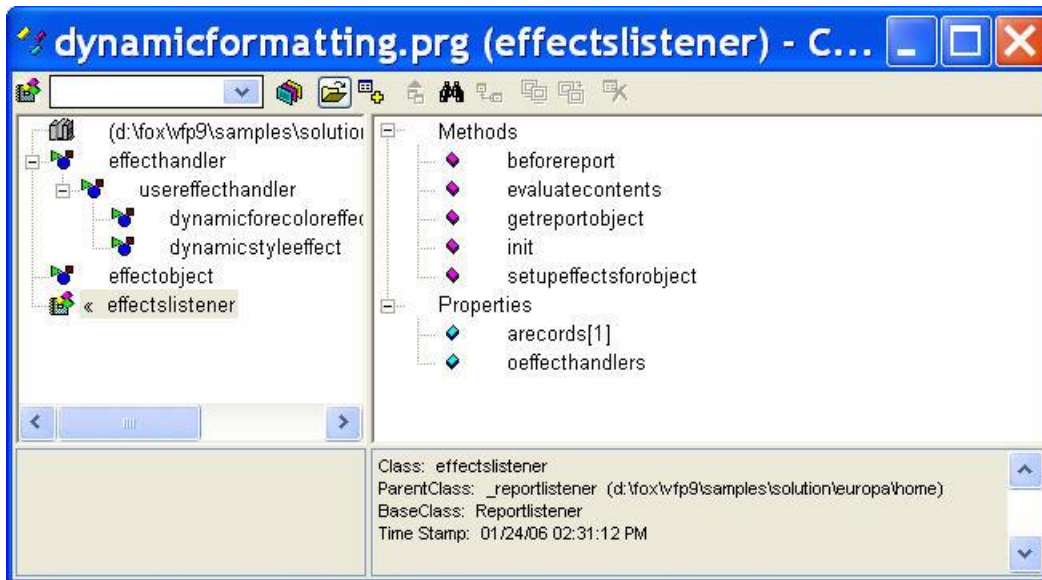 dynamicformatting.prg (effectslistener) - C...
(d:\fox\vfp9\samples\solution
effecthandler
usereffecthandler
dynamicforecoloreffec
dynamicstyleeffect
effectobject
« effectslistener
Methods
beforereport
evaluatecontents
getreportobject
init
setupeffectsforobject
Properties
arecords[1]
oeffecthandlers
Class: effectslistener
ParentClass: _reportlistener (d:\fox\vfp9\samples\solution\europa\home)
BaseClass: Reportlistener
Time Stamp: 01/24/06 02:31:12 PM